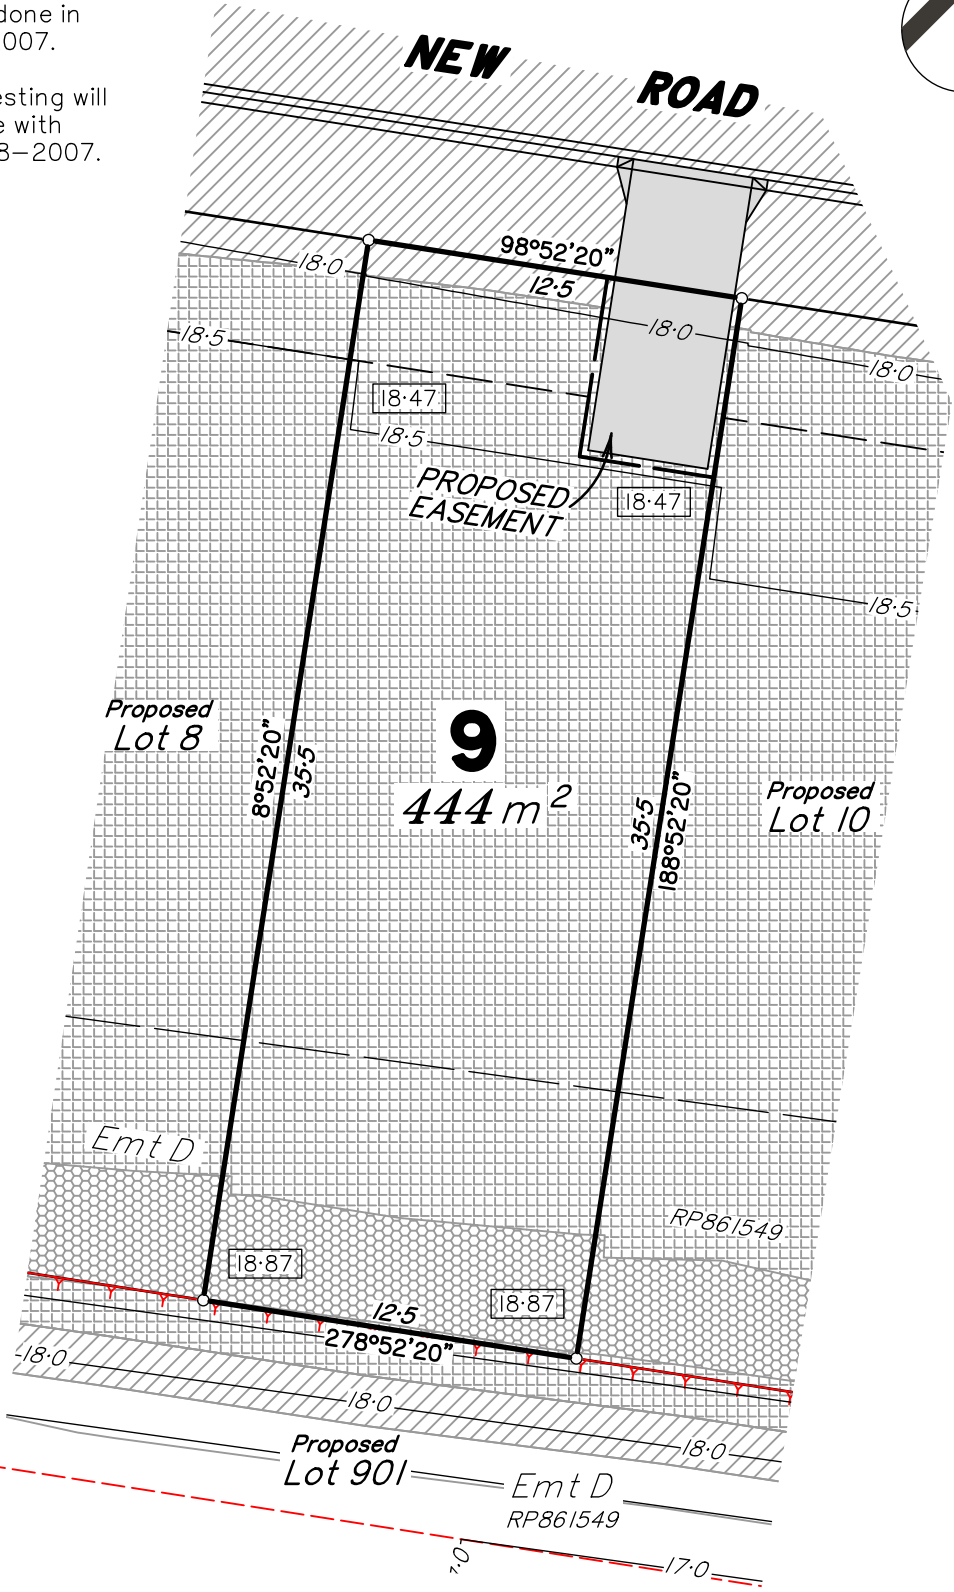 done in
007.
esting will
e with
8–2007.
NEW ROAD
98°52'20"
12·5
18·0
18·0
18·0
18·5
18·47
18·5
PROPOSED
EASEMENT
18·47
18·5
Proposed
Lot 8
8°52'20"
35·5
9
444 m²
35·5
188°52'20"
Proposed
Lot 10
Emt D
RP861549
18·87
18·87
12·5
278°52'20"
18·0
18·0
18·0
Proposed
Lot 901
Emt D
RP861549
17·0